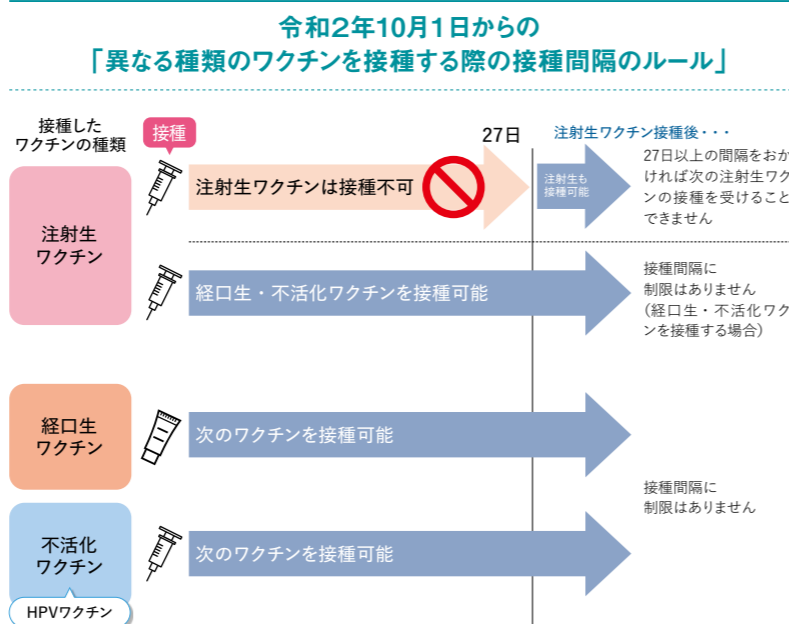 令和2年10月1日からの
「異なる種類のワクチンを接種する際の接種間隔のルール」
接種した
ワクチンの種類
接種
27日
注射生ワクチン接種後・・・
注射生
ワクチン
注射生ワクチンは接種不可
注射生も
接種可能
27日以上の間隔をおか
ければ次の注射生ワク
ンの接種を受けること
できません
経口生・不活化ワクチンを接種可能
接種間隔に
制限はありません
（経口生・不活化ワク
ンを接種する場合）
経口生
ワクチン
次のワクチンを接種可能
接種間隔に
制限はありません
不活化
ワクチン
次のワクチンを接種可能
HPVワクチン